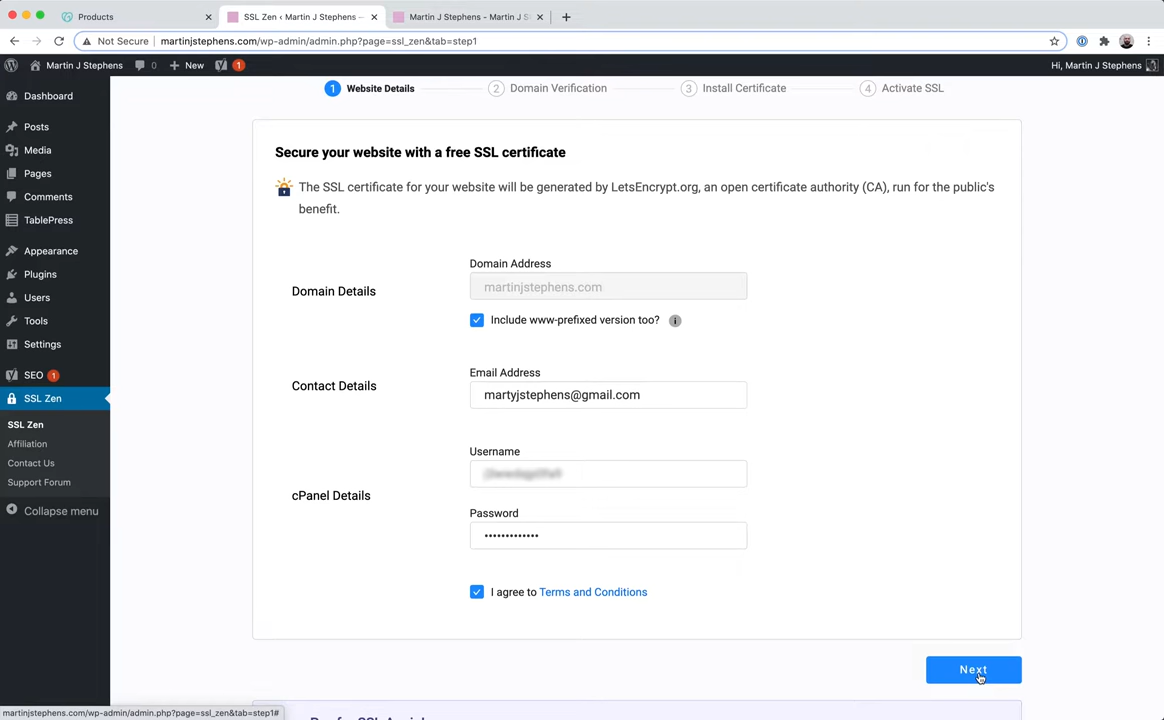 Products
SSL Zen ‹ Martin J Stephens —
Martin J Stephens - Martin J S
Not Secure
martinjstephens.com/wp-admin/admin.php?page=ssl_zen&tab=step1
Martin J Stephens
0
New
1
Hi, Martin J Stephens
Dashboard
Posts
Media
Pages
Comments
TablePress
Appearance
Plugins
Users
Tools
Settings
SEO 1
SSL Zen
SSL Zen
Affiliation
Contact Us
Support Forum
Collapse menu
1 Website Details
2 Domain Verification
3 Install Certificate
4 Activate SSL
Secure your website with a free SSL certificate
The SSL certificate for your website will be generated by LetsEncrypt.org, an open certificate authority (CA), run for the public's
benefit.
Domain Details
Domain Address
martinjstephens.com
Include www-prefixed version too?
Contact Details
Email Address
martyjstephens@gmail.com
cPanel Details
Username
Password
•••••••••••••
I agree to Terms and Conditions
Next
martinjstephens.com/wp-admin/admin.php?page=ssl_zen&tab=step1#